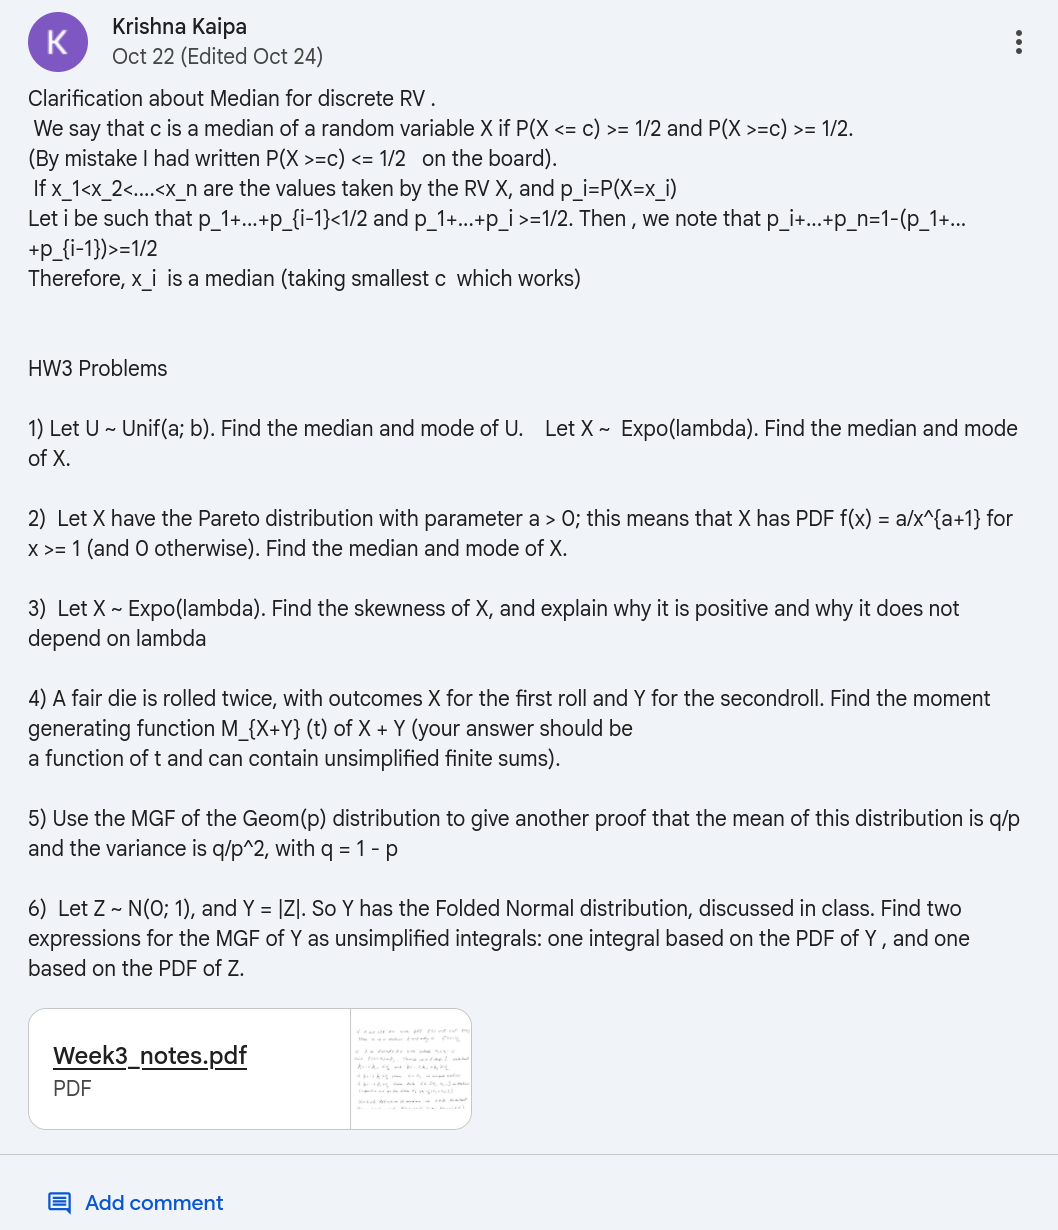 K
Krishna Kaipa
Oct 22 (Edited Oct 24)
Clarification about Median for discrete RV .
We say that c is a median of a random variable X if P(X <= c) >= 1/2 and P(X >=c) >= 1/2.
(By mistake I had written P(X >=c) <= 1/2   on the board).
If x_1<x_2<....<x_n are the values taken by the RV X, and p_i=P(X=x_i)
Let i be such that p_1+...+p_{i-1}<1/2 and p_1+...+p_i >=1/2. Then , we note that p_i+...+p_n=1-(p_1+...
+p_{i-1})>=1/2
Therefore, x_i  is a median (taking smallest c  which works)
HW3 Problems
1) Let U ~ Unif(a; b). Find the median and mode of U.    Let X ~  Expo(lambda). Find the median and mode
of X.
2)  Let X have the Pareto distribution with parameter a > 0; this means that X has PDF f(x) = a/x^{a+1} for
x >= 1 (and 0 otherwise). Find the median and mode of X.
3)  Let X ~ Expo(lambda). Find the skewness of X, and explain why it is positive and why it does not
depend on lambda
4) A fair die is rolled twice, with outcomes X for the first roll and Y for the secondroll. Find the moment
generating function M_{X+Y} (t) of X + Y (your answer should be
a function of t and can contain unsimplified finite sums).
5) Use the MGF of the Geom(p) distribution to give another proof that the mean of this distribution is q/p
and the variance is q/p^2, with q = 1 - p
6)  Let Z ~ N(0; 1), and Y = |Z|. So Y has the Folded Normal distribution, discussed in class. Find two
expressions for the MGF of Y as unsimplified integrals: one integral based on the PDF of Y , and one
based on the PDF of Z.
Week3_notes.pdf
PDF
Add comment